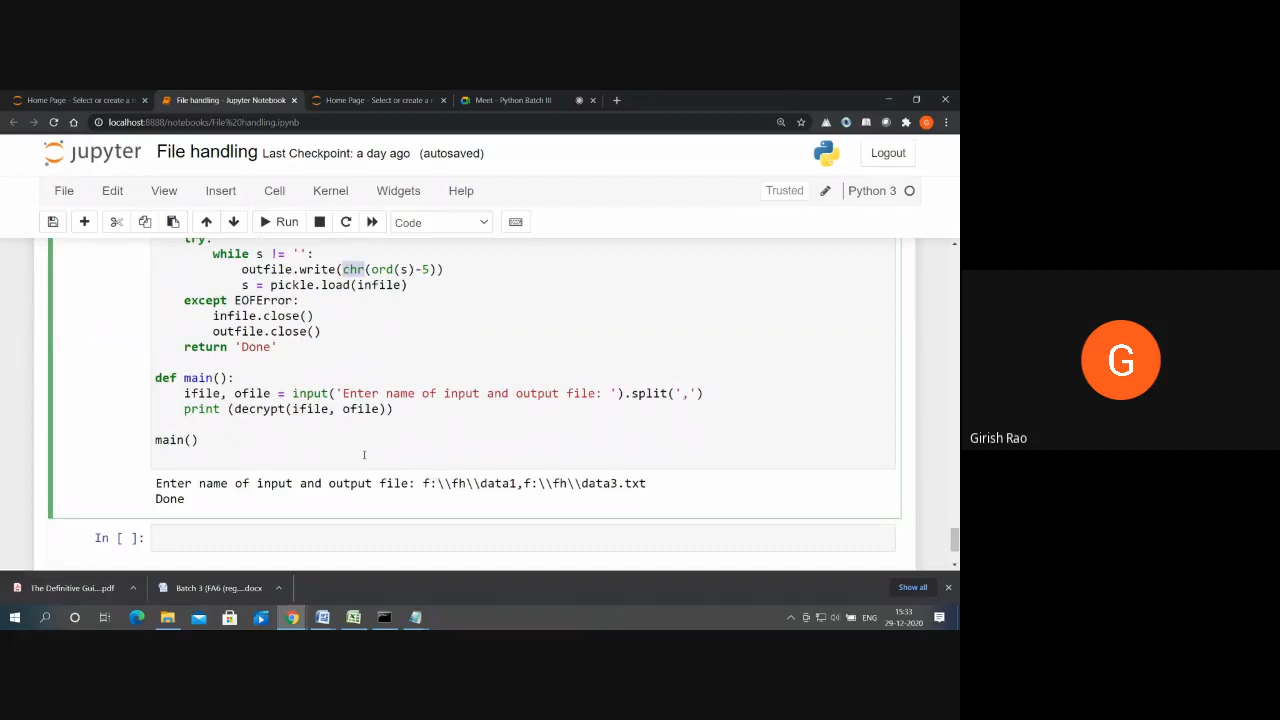 Home Page - Select or create a n
File handling - Jupyter Notebook
Home Page - Select or create a n
Meet - Python Batch III
localhost:8888/notebooks/File%20handling.ipynb
jupyter File handling Last Checkpoint: a day ago (autosaved)
Logout
File Edit View Insert Cell Kernel Widgets Help
Trusted Python 3
Run Code
try:
while s != '':
outfile.write(chr(ord(s)-5))
s = pickle.load(infile)
except EOFError:
infile.close()
outfile.close()
return 'Done'
def main():
ifile, ofile = input('Enter name of input and output file: ').split(',')
print (decrypt(ifile, ofile))
main()
Enter name of input and output file: f:\\fh\\data1,f:\\fh\\data3.txt
Done
In [ ]:
G
Girish Rao
The Definitive Gui....pdf
Batch 3 (FA6 (reg....docx
Show all
ENG
15:33
29-12-2020